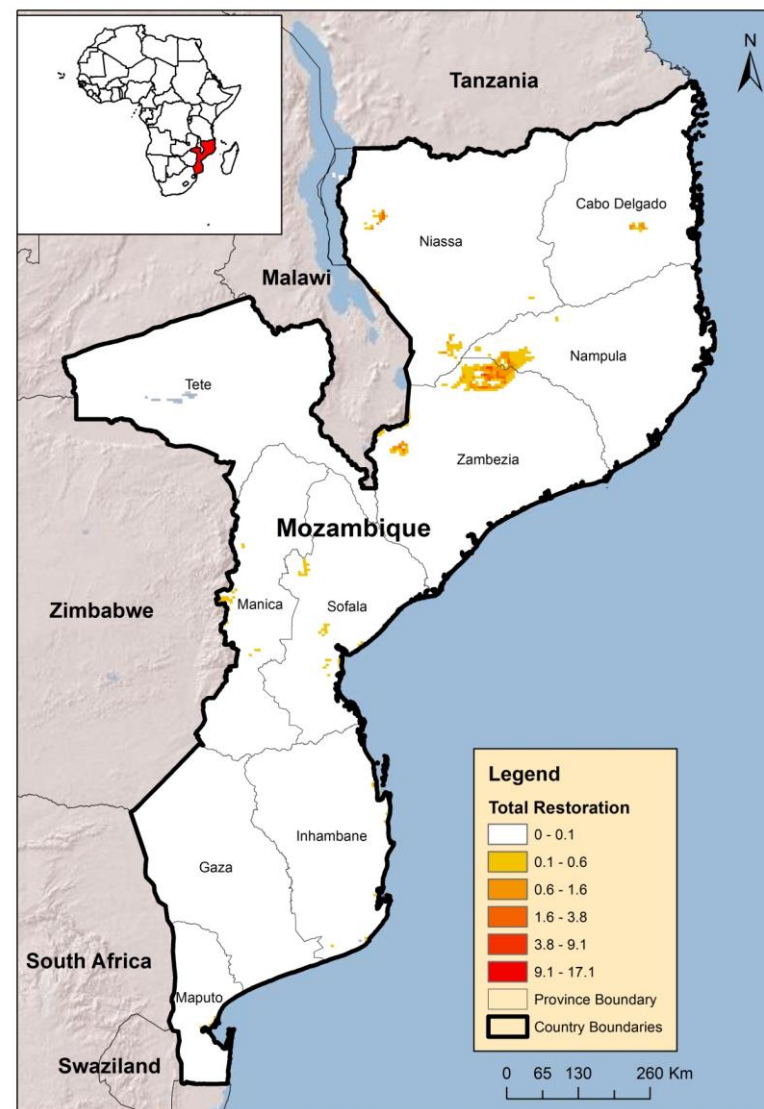 N
Tanzania
Cabo Delgado
Niassa
Malawi
Nampula
Tete
Zambezia
Mozambique
Zimbabwe
Manica
Sofala
Legend
Total Restoration
0 - 0.1
0.1 - 0.6
0.6 - 1.6
1.6 - 3.8
3.8 - 9.1
9.1 - 17.1
Province Boundary
Country Boundaries
Inhambane
Gaza
South Africa
Maputo
Swaziland
0 65 130 260 Km